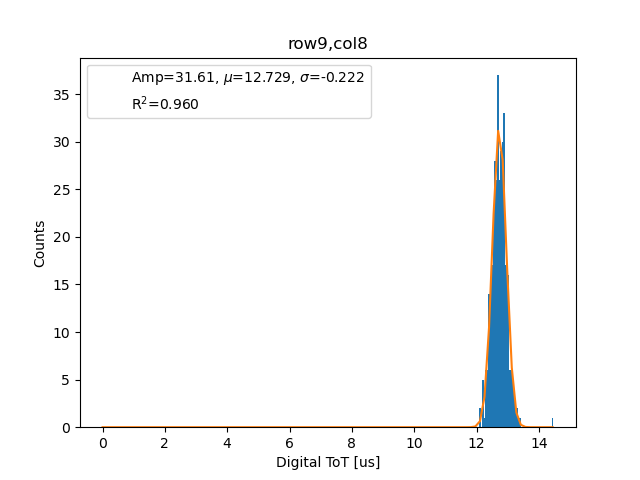 row9,col8
Amp=31.61, μ=12.729, σ=-0.222
R²=0.960
35
30
25
20
15
10
5
0
Counts
0 2 4 6 8 10 12 14
Digital ToT [us]